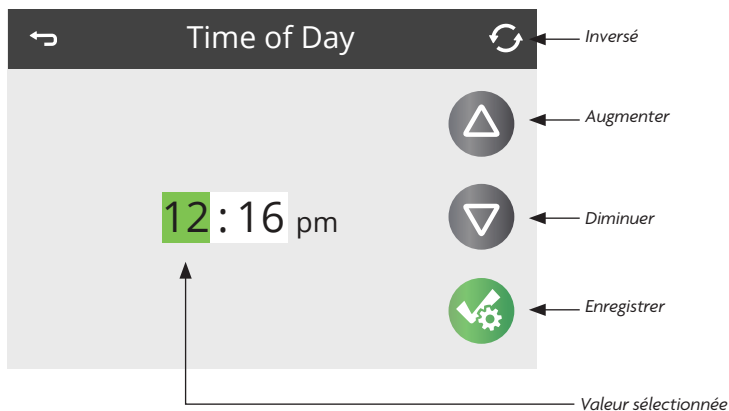 Time of Day
Inversé
Augmenter
12 : 16 pm
Diminuer
Enregistrer
Valeur sélectionnée